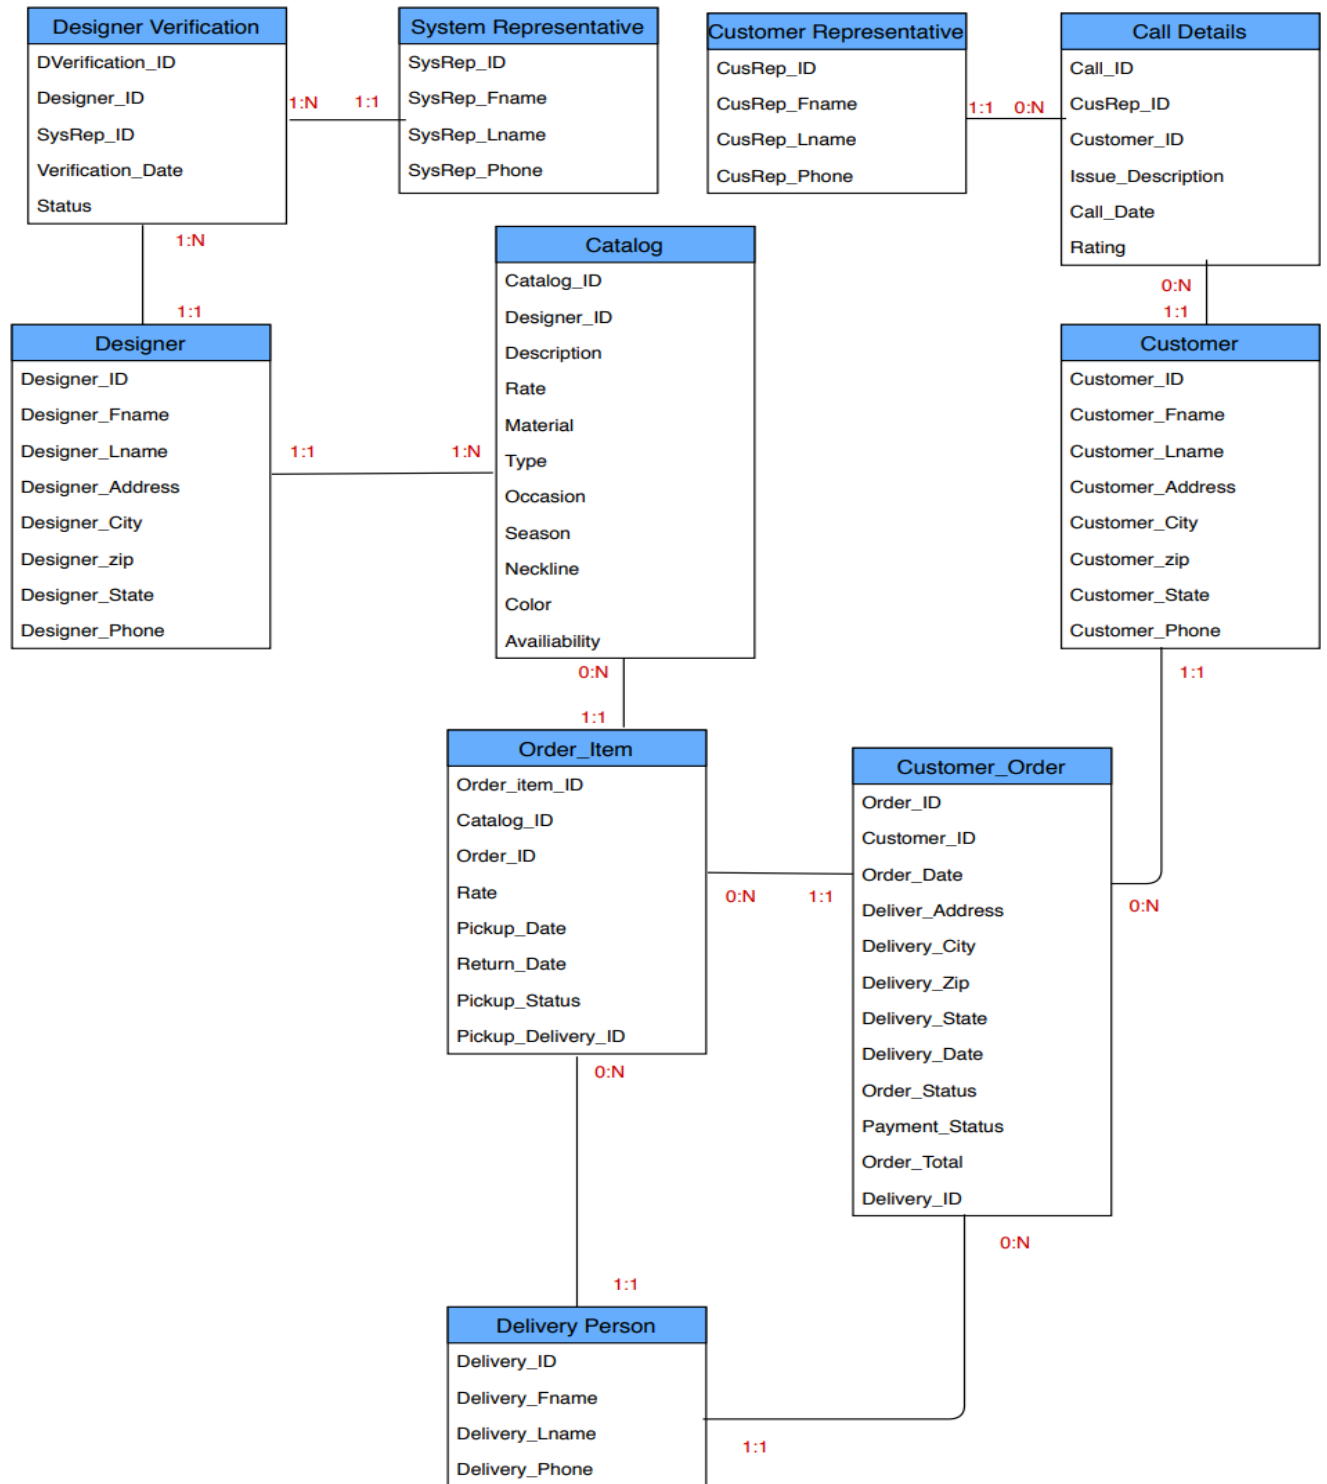 Designer Verification
DVerification_ID
Designer_ID
SysRep_ID
Verification_Date
Status
1:N
1:1
System Representative
SysRep_ID
SysRep_Fname
SysRep_Lname
SysRep_Phone
Customer Representative
CusRep_ID
CusRep_Fname
CusRep_Lname
CusRep_Phone
1:1
0:N
Call Details
Call_ID
CusRep_ID
Customer_ID
Issue_Description
Call_Date
Rating
1:N
1:1
0:N
1:1
Designer
Designer_ID
Designer_Fname
Designer_Lname
Designer_Address
Designer_City
Designer_zip
Designer_State
Designer_Phone
1:1
1:N
Catalog
Catalog_ID
Designer_ID
Description
Rate
Material
Type
Occasion
Season
Neckline
Color
Availiability
Customer
Customer_ID
Customer_Fname
Customer_Lname
Customer_Address
Customer_City
Customer_zip
Customer_State
Customer_Phone
0:N
1:1
1:1
0:N
Order_Item
Order_item_ID
Catalog_ID
Order_ID
Rate
Pickup_Date
Return_Date
Pickup_Status
Pickup_Delivery_ID
0:N
1:1
Customer_Order
Order_ID
Customer_ID
Order_Date
Deliver_Address
Delivery_City
Delivery_Zip
Delivery_State
Delivery_Date
Order_Status
Payment_Status
Order_Total
Delivery_ID
0:N
1:1
0:N
1:1
Delivery Person
Delivery_ID
Delivery_Fname
Delivery_Lname
Delivery_Phone